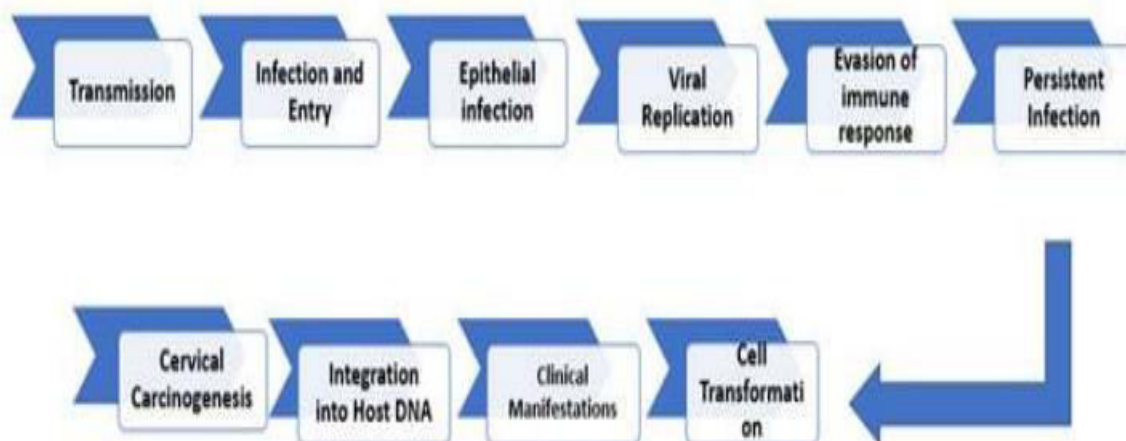 Transmission
Infection and
Entry
Epithelial
infection
Viral
Replication
Evasion of
immune
response
Persistent
Infection
Cervical
Carcinogenesis
Integration
into Host DNA
Clinical
Manifestations
Cell
Transformati
on